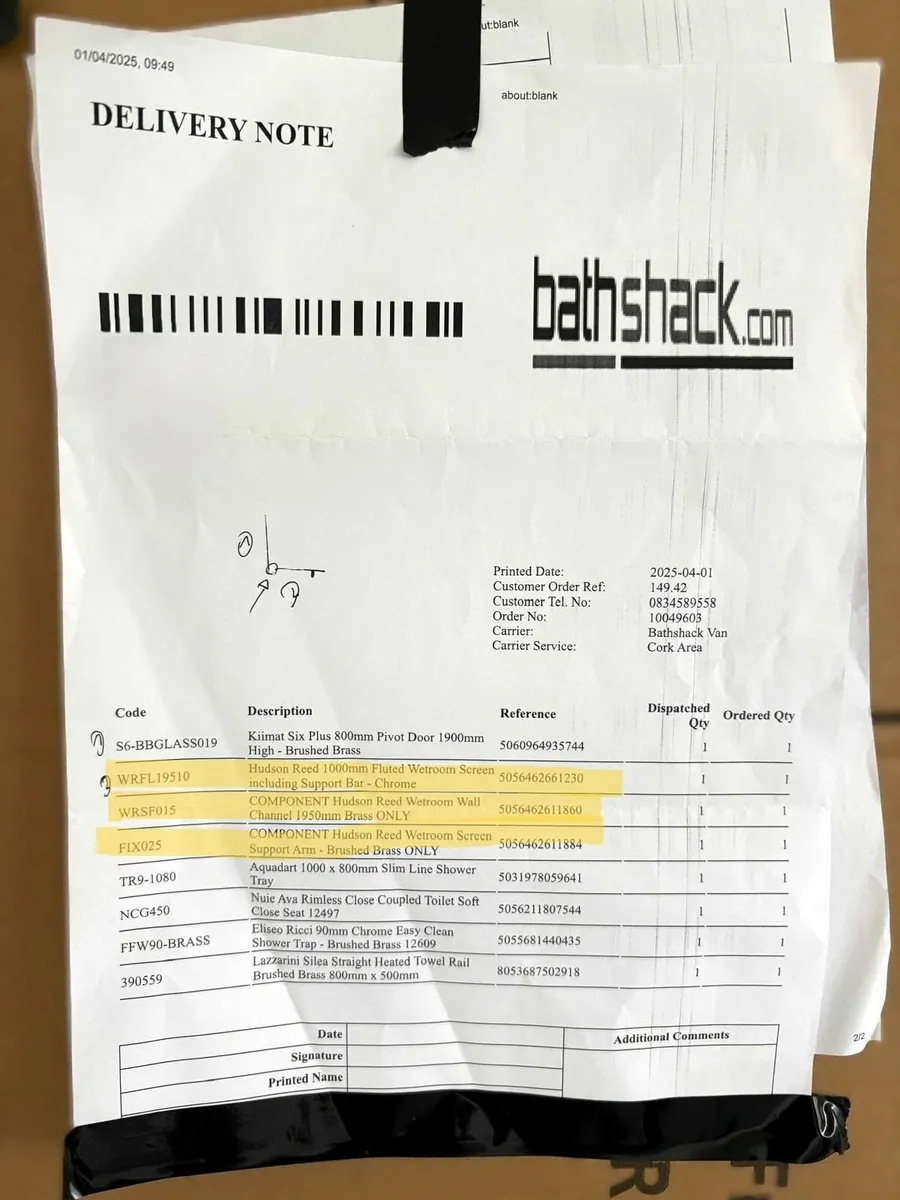 ut:blank
01/04/2025, 09:49
about:blank
DELIVERY NOTE
bathshack.com
Printed Date: 2025-04-01
Customer Order Ref: 149.42
Customer Tel. No: 0834589558
Order No: 10049603
Carrier: Bathshack Van
Carrier Service: Cork Area
Code Description Reference Dispatched Qty Ordered Qty
S6-BBGLASS019 Kiimat Six Plus 800mm Pivot Door 1900mm 5060964935744 1 1
High - Brushed Brass
WRFL19510 Hudson Reed 1000mm Fluted Wetroom Screen 5056462661230 1 1
including Support Bar - Chrome
WRSF015 COMPONENT Hudson Reed Wetroom Wall 5056462611860 1 1
Channel 1950mm Brass ONLY
FIX025 COMPONENT Hudson Reed Wetroom Screen 5056462611884 1 1
Support Arm - Brushed Brass ONLY
TR9-1080 Aquadart 1000 x 800mm Slim Line Shower 5031978059641 1 1
Tray
NCG450 Nuie Ava Rimless Close Coupled Toilet Soft 5056211807544 1 1
Close Seat 12497
FFW90-BRASS Eliseo Ricci 90mm Chrome Easy Clean 5055681440435 1 1
Shower Trap - Brushed Brass 12609
390559 Lazzarini Silea Straight Heated Towel Rail 8053687502918 1 1
Brushed Brass 800mm x 500mm
Date
Additional Comments
Signature
Printed Name
2/2